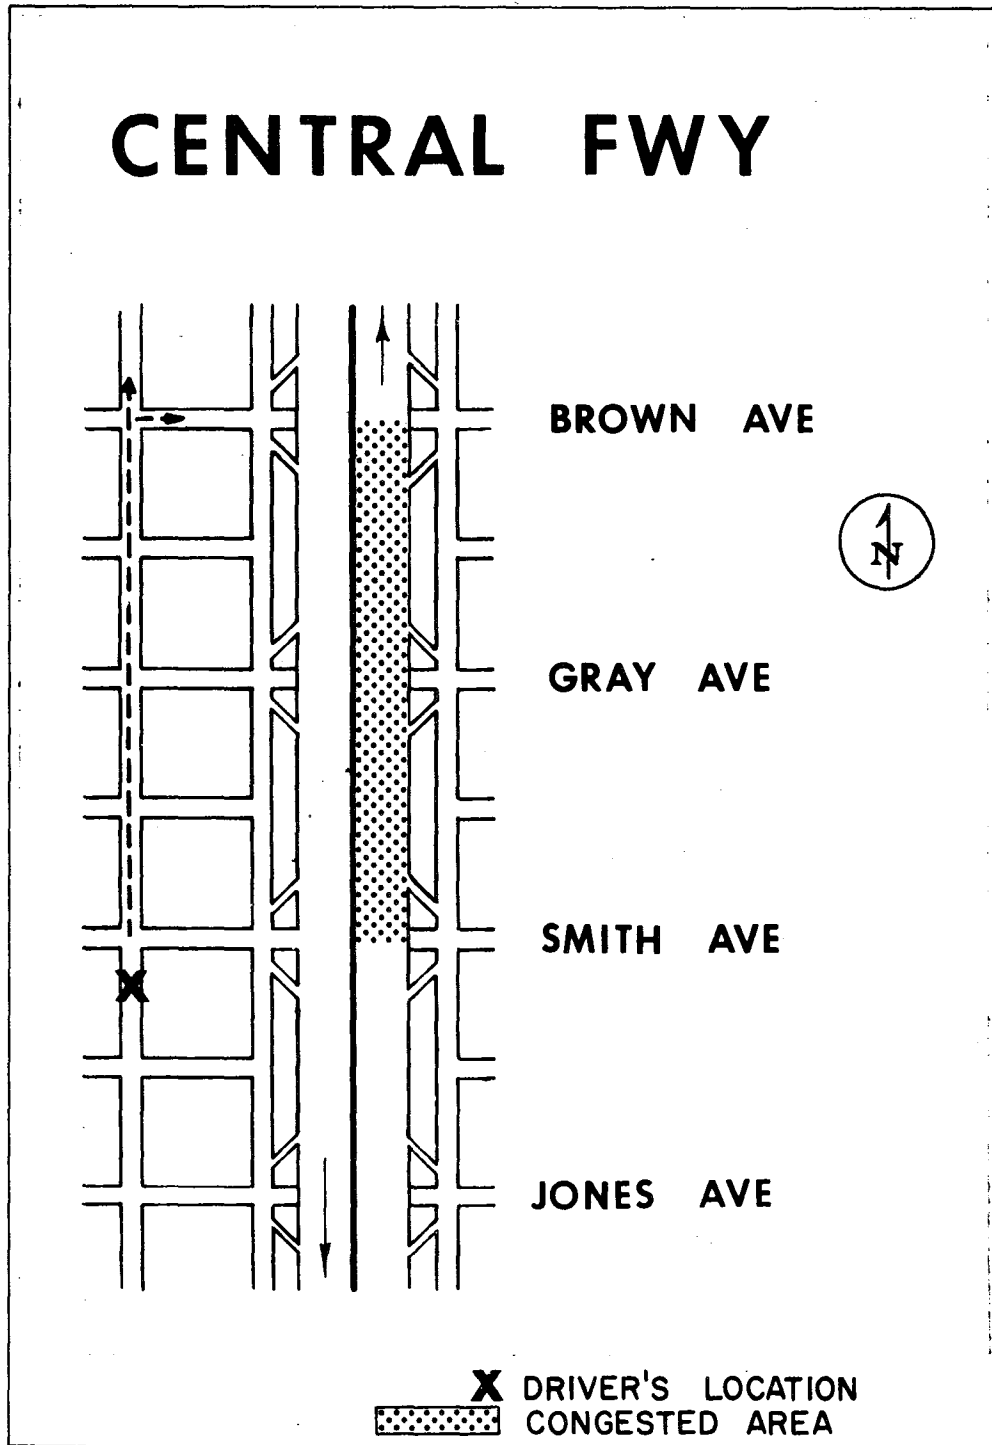 CENTRAL FWY
BROWN AVE
N
GRAY AVE
SMITH AVE
X
JONES AVE
X DRIVER'S LOCATION
CONGESTED AREA